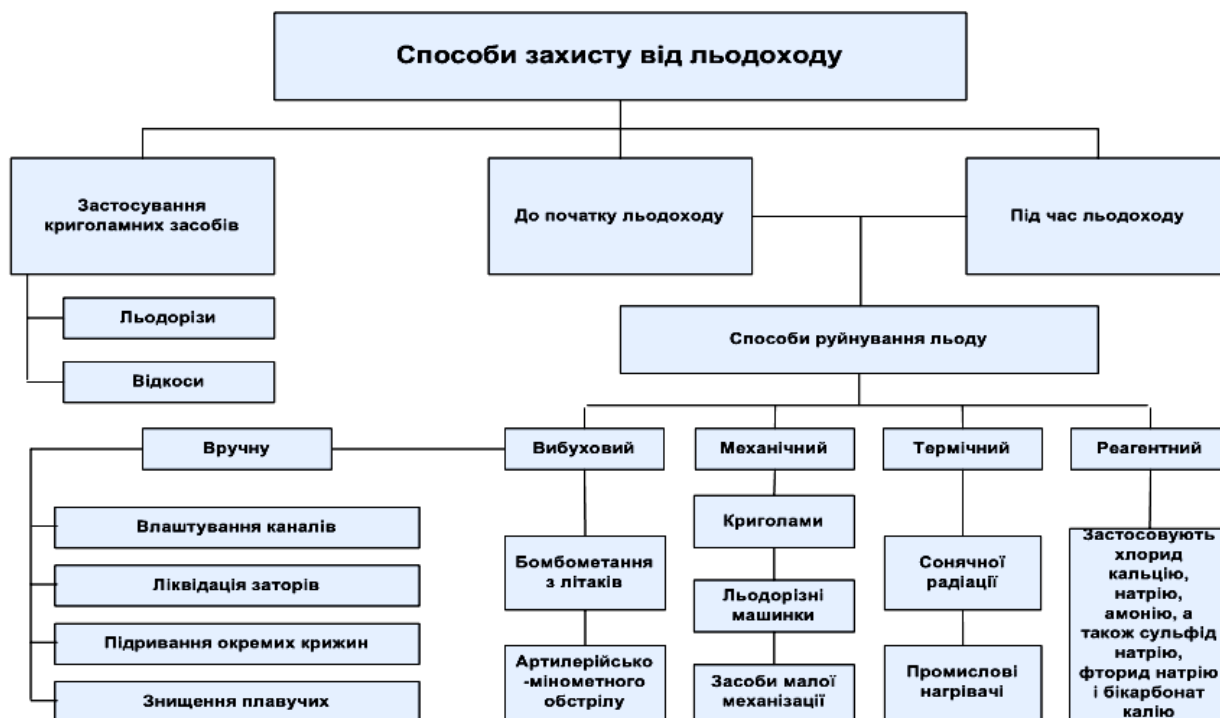 Способи захисту від льодоходу
Застосування
криголамних засобів
До початку льодоходу
Під час льодоходу
Льодорізи
Відкоси
Способи руйнування льоду
Вручну
Вибуховий
Механічний
Термічний
Реагентний
Влаштування каналів
Ліквідація заторів
Підривання окремих крижин
Знищення плавучих
Бомбометання
з літаків
Артилерійсько
-мінометного
обстрілу
Криголами
Льодорізні
машинки
Засоби малої
механізації
Сонячної
радіації
Промислові
нагрівачі
Застосовують
хлорид
кальцію,
натрію,
амонію, а
також сульфід
натрію,
фторид натрію
і бікарбонат
калію